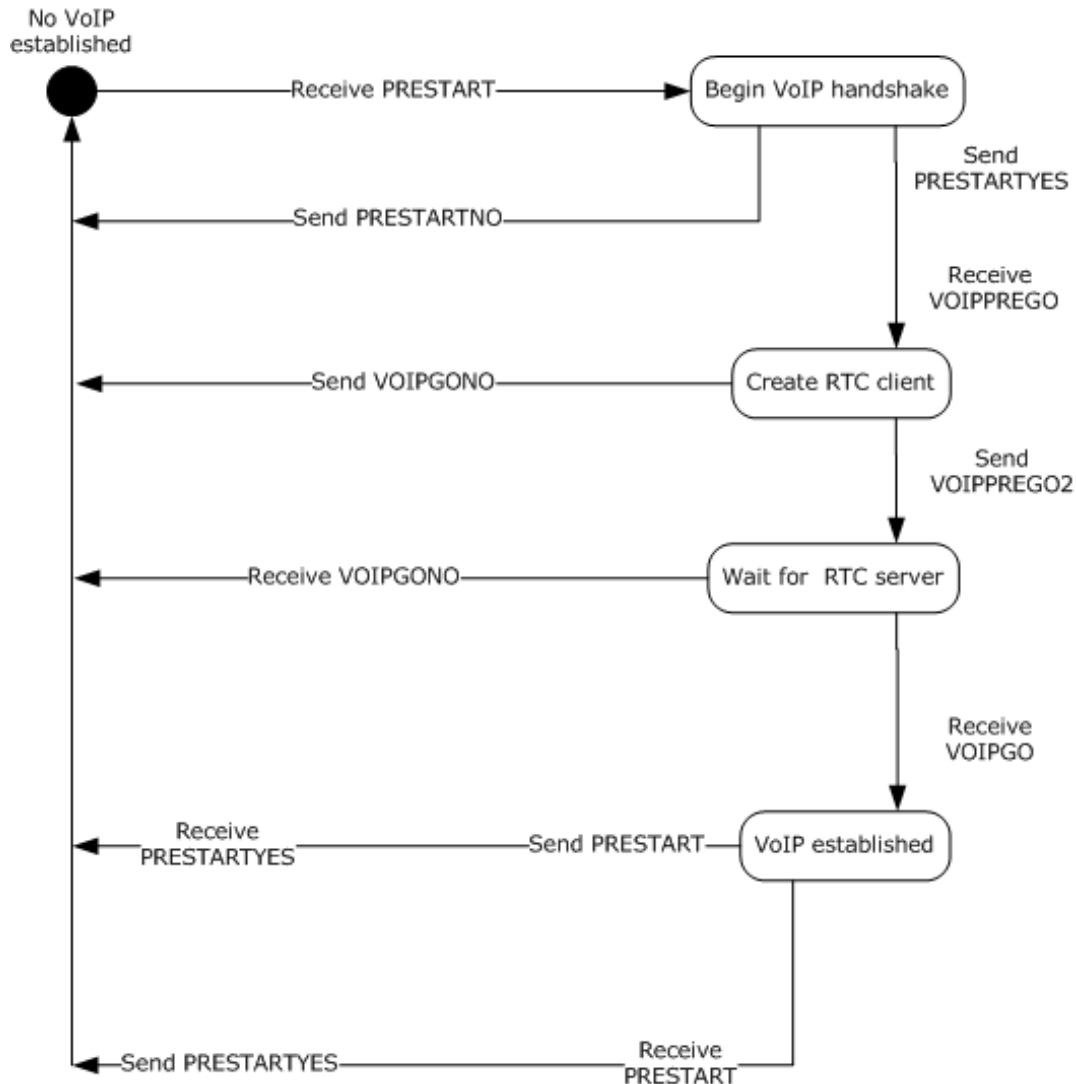 No VoIP
established
Receive PRESTART
Begin VoIP handshake
Send
PRESTARTYES
Send PRESTARTNO
Receive
VOIPPREGO
Send VOIPGONO
Create RTC client
Send
VOIPPREGO2
Receive VOIPGONO
Wait for RTC server
Receive
VOIPGO
Receive
PRESTARTYES
Send PRESTART
VoIP established
Send PRESTARTYES
Receive
PRESTART